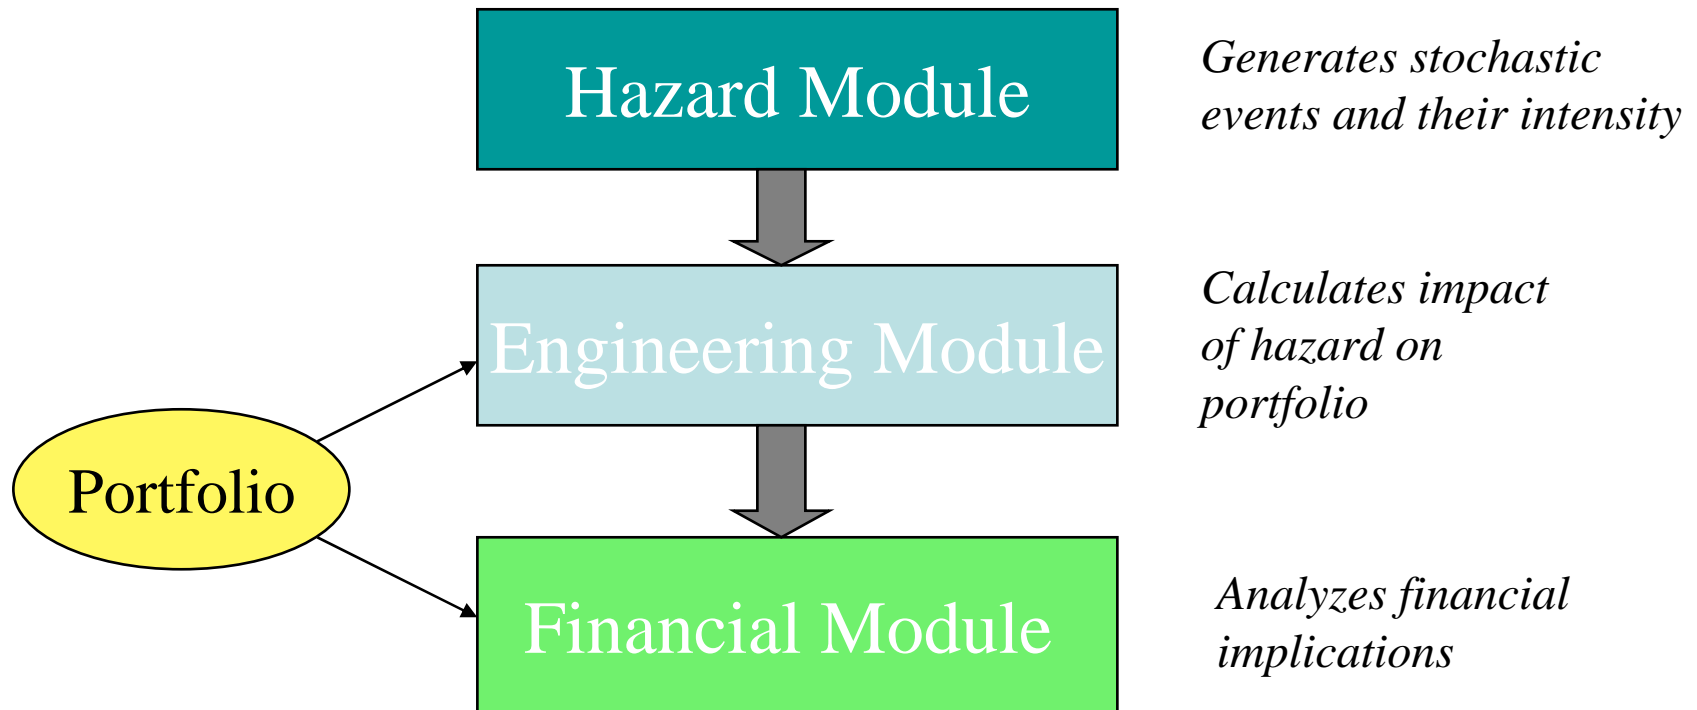 Hazard Module
Generates stochastic
events and their intensity
Engineering Module
Calculates impact
of hazard on
portfolio
Portfolio
Financial Module
Analyzes financial
implications